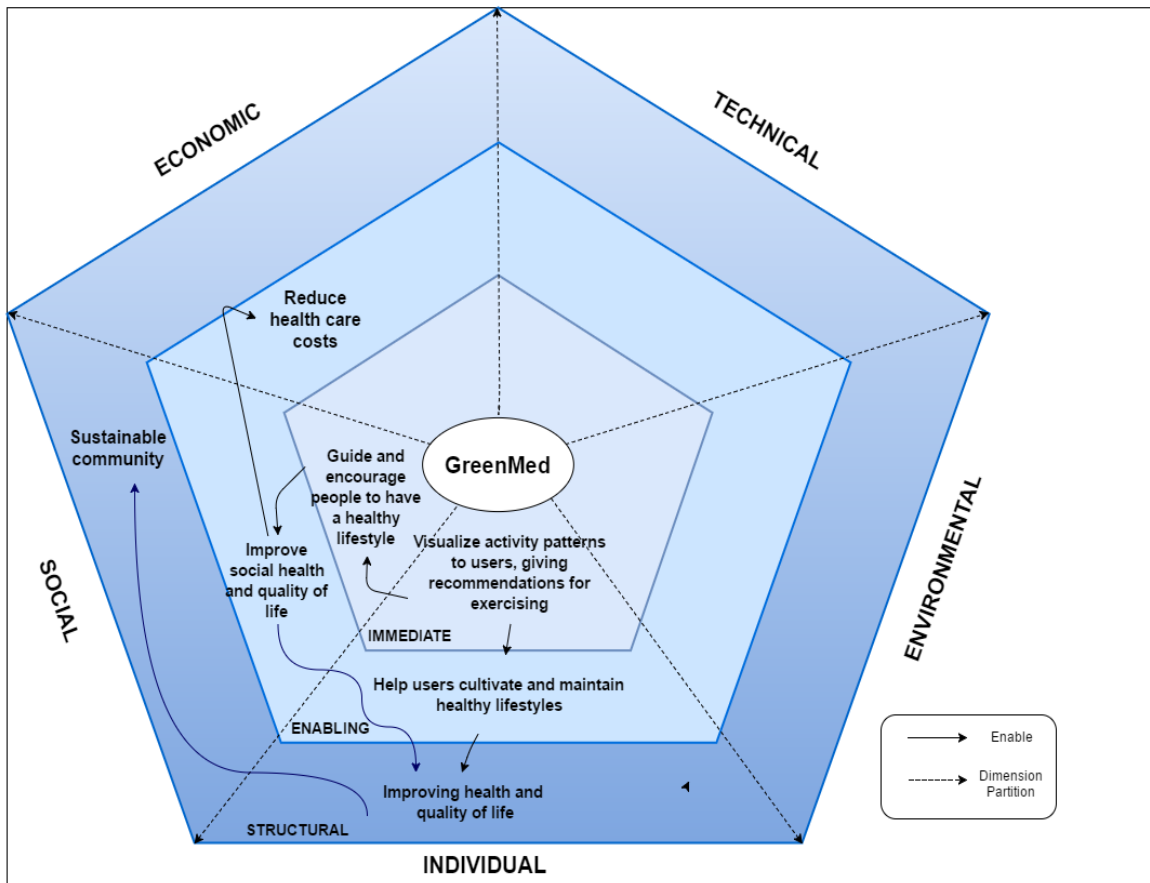 ECONOMIC
TECHNICAL
Reduce
health care
costs
Sustainable
community
GreenMed
Guide and
encourage
people to have
a healthy
lifestyle
Visualize activity patterns
to users, giving
recommendations for
exercising
Improve
social health
and quality of
life
IMMEDIATE
SOCIAL
ENVIRONMENTAL
Help users cultivate and maintain
healthy lifestyles
ENABLING
Improving health and
quality of life
STRUCTURAL
INDIVIDUAL
Enable
Dimension
Partition